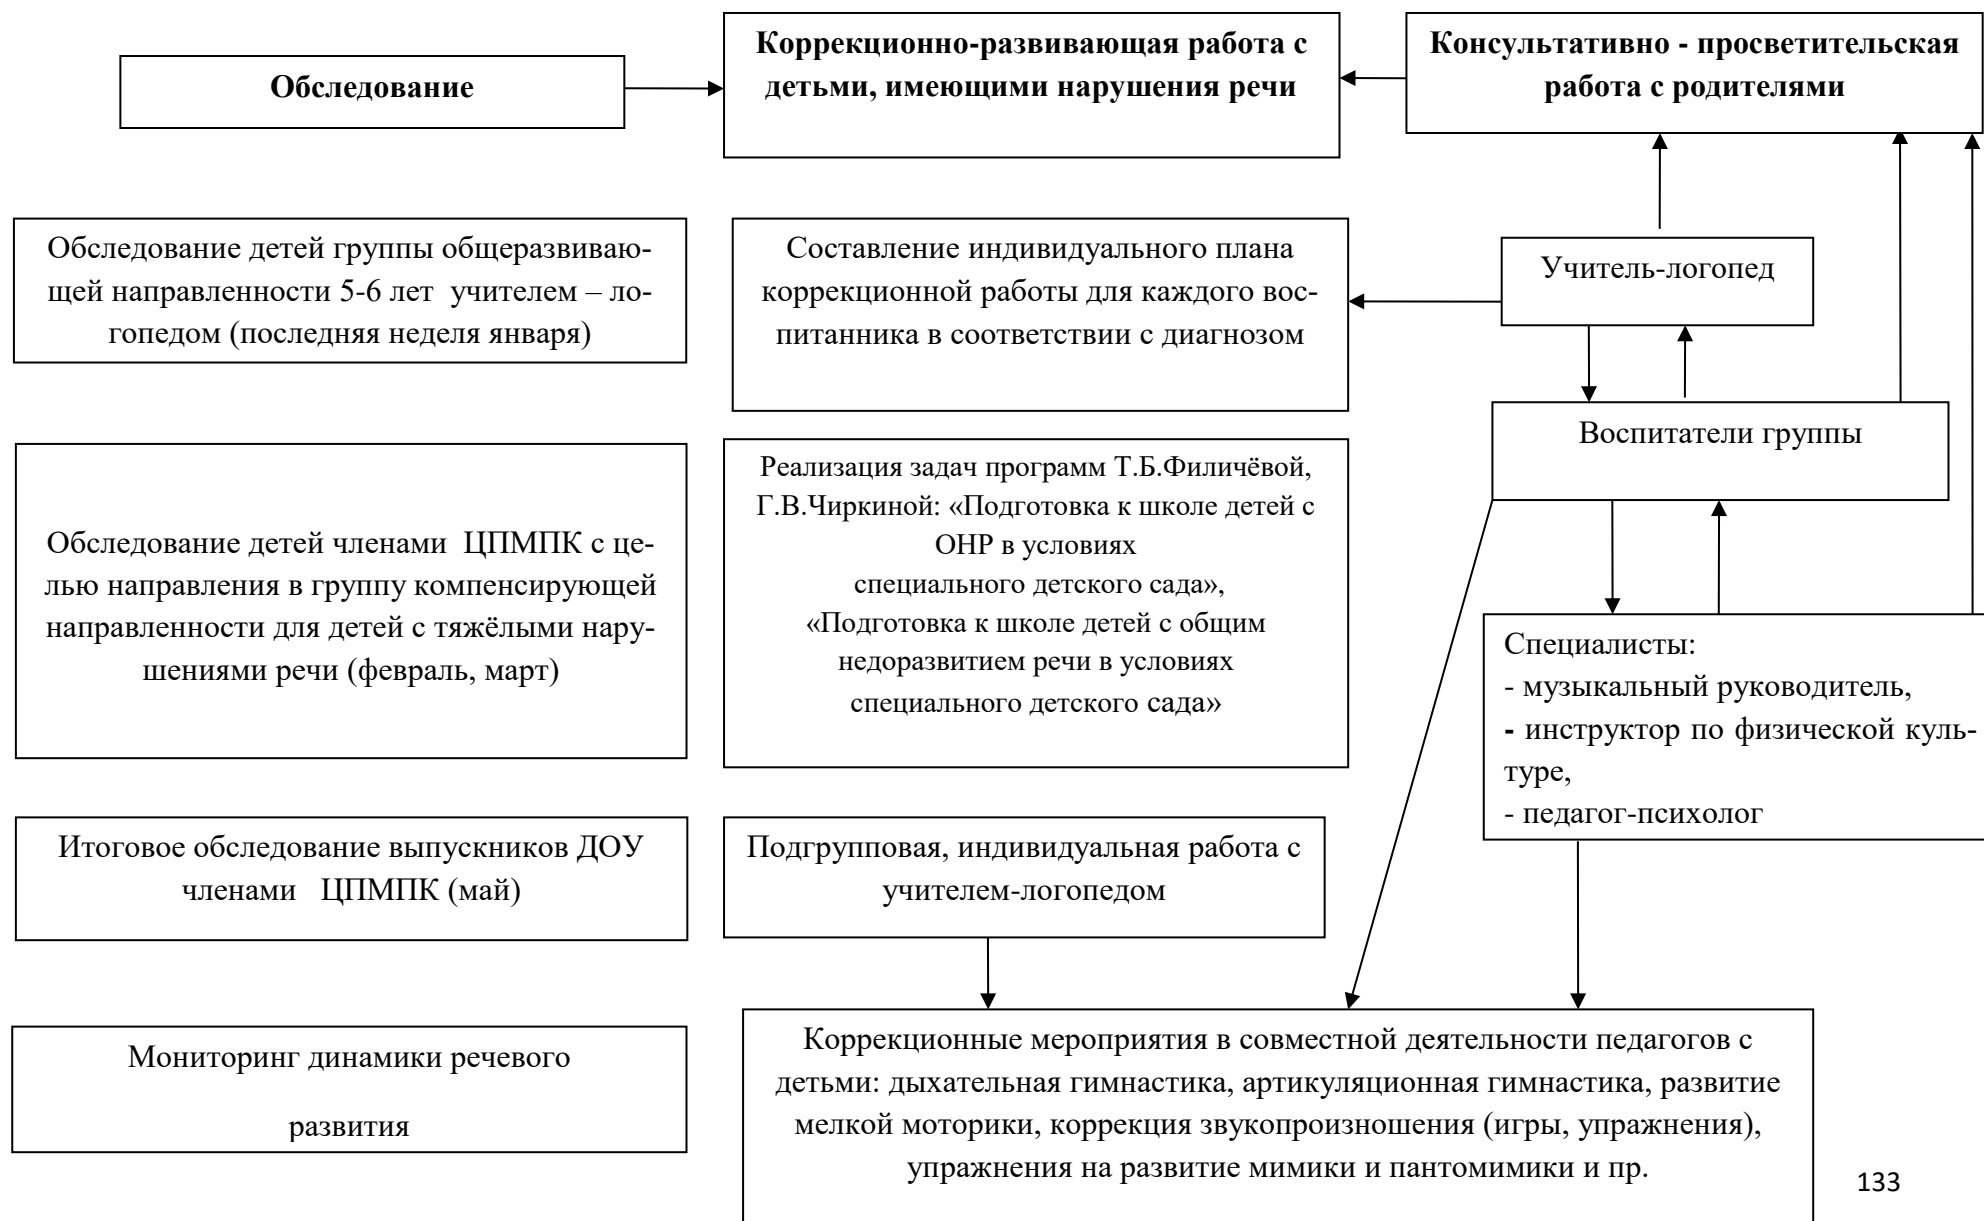 Обследование
Коррекционно-развивающая работа с
детьми, имеющими нарушения речи
Консультативно - просветительская
работа с родителями
Обследование детей группы общеразвиваю-
щей направленности 5-6 лет учителем – ло-
гопедом (последняя неделя января)
Составление индивидуального плана
коррекционной работы для каждого вос-
питанника в соответствии с диагнозом
Учитель-логопед
Воспитатели группы
Обследование детей членами ЦПМПК с це-
лью направления в группу компенсирующей
направленности для детей с тяжёлыми нару-
шениями речи (февраль, март)
Реализация задач программ Т.Б.Филичёвой,
Г.В.Чиркиной: «Подготовка к школе детей с
ОНР в условиях
специального детского сада»,
«Подготовка к школе детей с общим
недоразвитием речи в условиях
специального детского сада»
Специалисты:
- музыкальный руководитель,
- инструктор по физической куль-
туре,
- педагог-психолог
Итоговое обследование выпускников ДОУ
членами ЦПМПК (май)
Подгрупповая, индивидуальная работа с
учителем-логопедом
Мониторинг динамики речевого
развития
Коррекционные мероприятия в совместной деятельности педагогов с
детьми: дыхательная гимнастика, артикуляционная гимнастика, развитие
мелкой моторики, коррекция звукопроизношения (игры, упражнения),
упражнения на развитие мимики и пантомимики и пр.
133